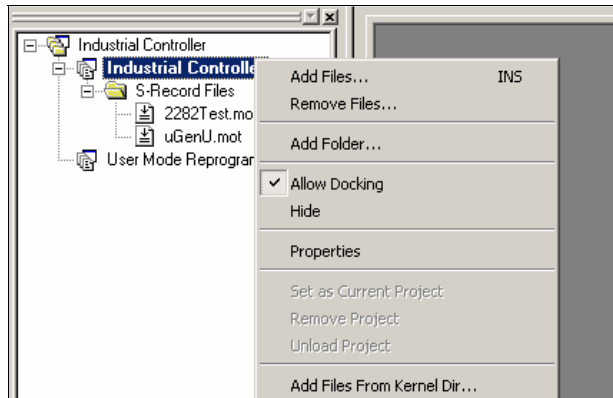 Industrial Controller
Industrial Controlle
S-Record Files
2282Test.mo
uGenU.mot
User Mode Reprogra
Add Files... INS
Remove Files...
Add Folder...
Allow Docking
Hide
Properties
Set as Current Project
Remove Project
Unload Project
Add Files From Kernel Dir...